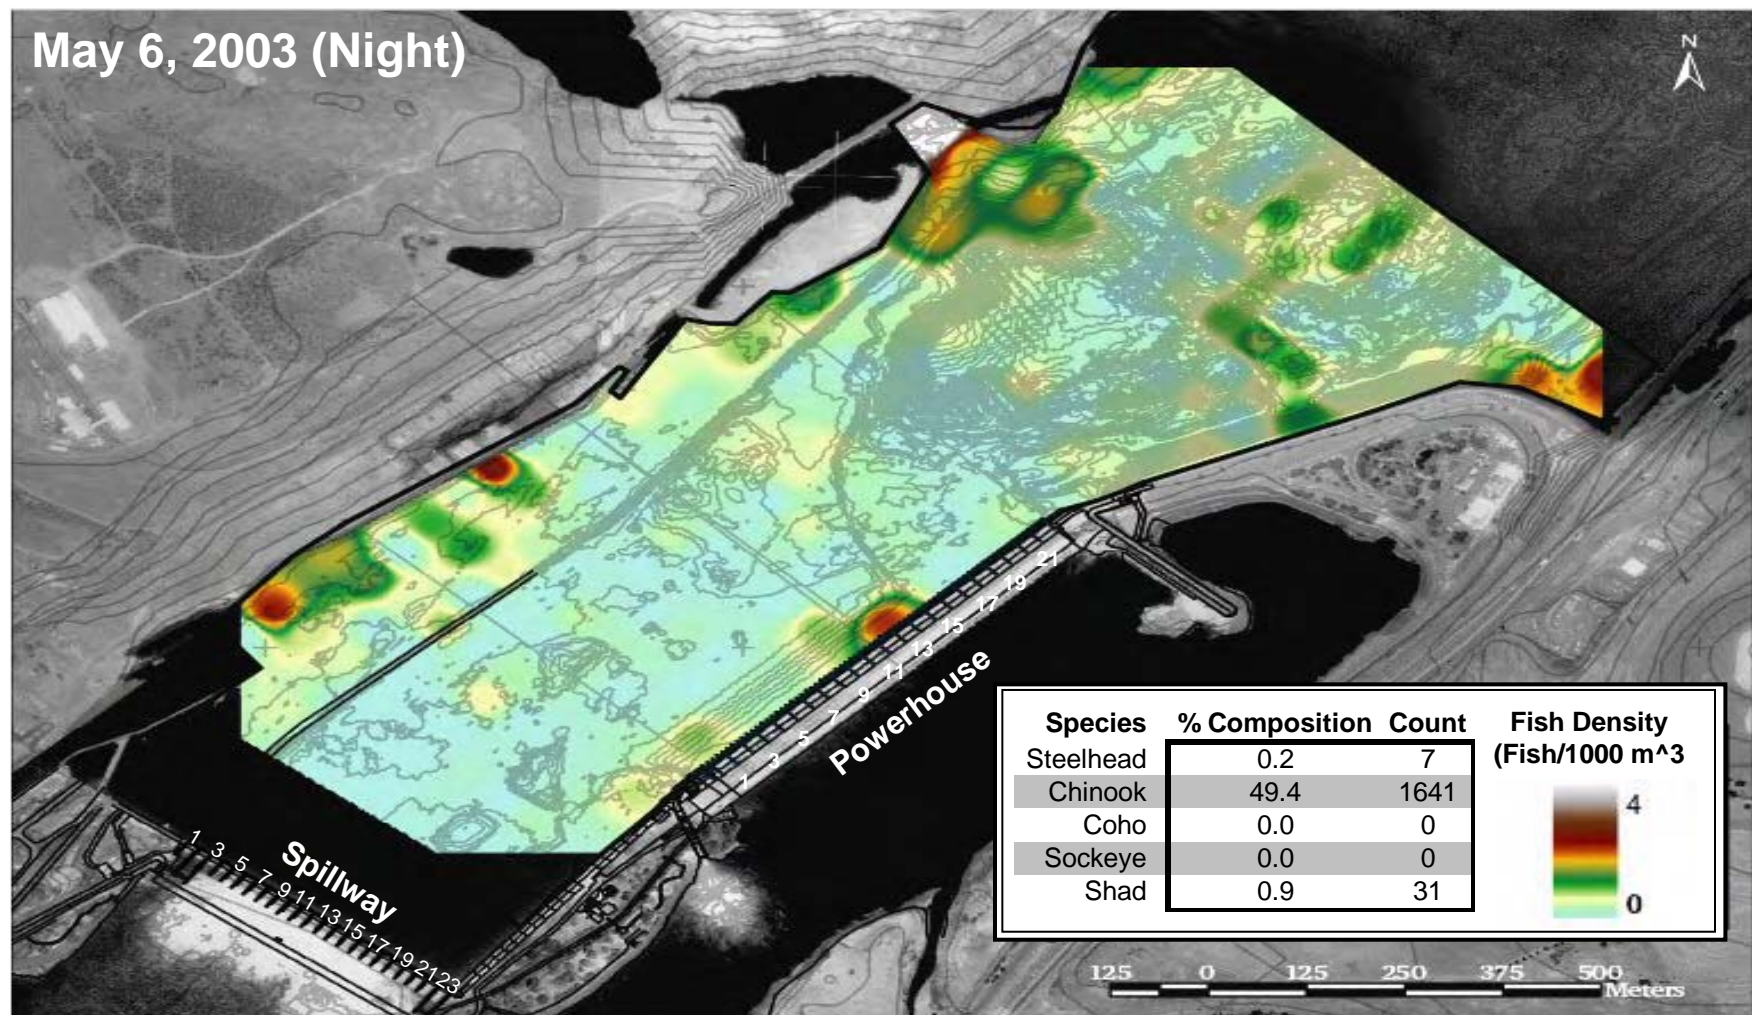 May 6, 2003 (Night)
N
21
19
17
15
13
11
9
7
5
3
1
Powerhouse
Spillway
1 3 5 7 9 11 13 15 17 19 21 23
Species % Composition Count
Steelhead 0.2 7
Chinook 49.4 1641
Coho 0.0 0
Sockeye 0.0 0
Shad 0.9 31
Fish Density
(Fish/1000 m^3
4
0
125 0 125 250 375 500
Meters